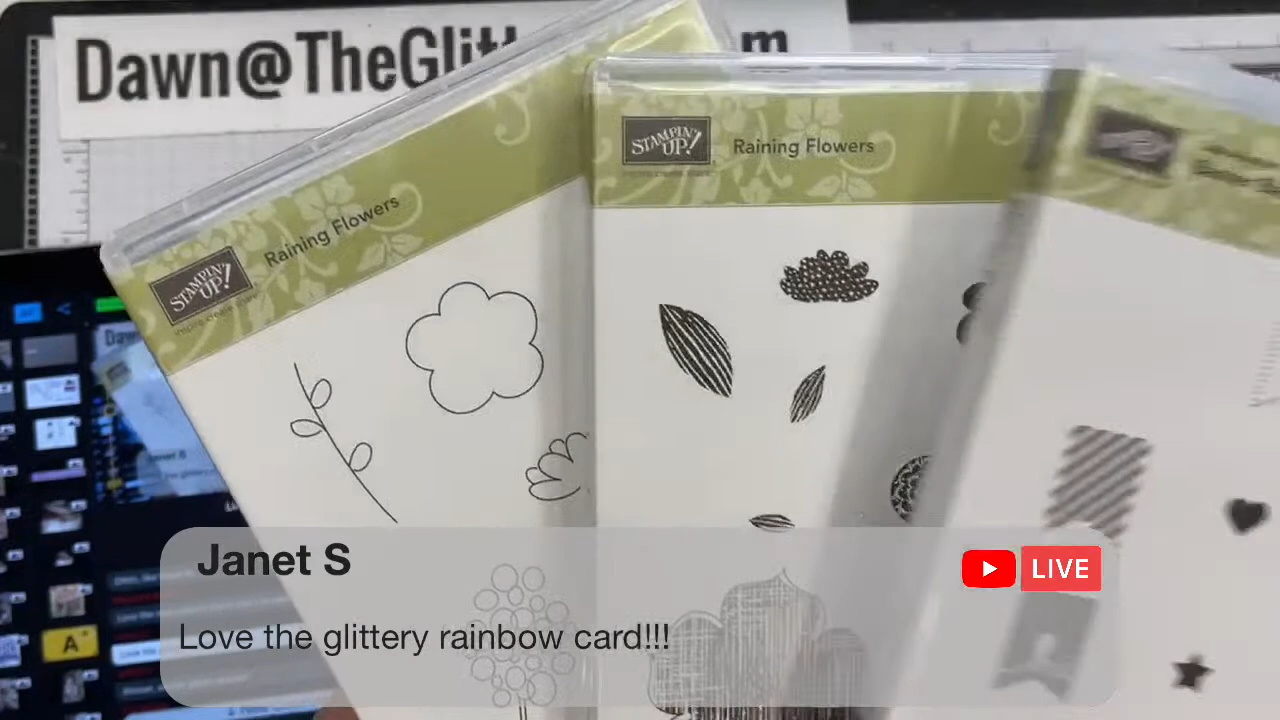 Dawn@TheGlit
m
STAMPIN' UP!
Raining Flowers
STAMPIN' UP!
Raining Flowers
Janet S
LIVE
Love the glittery rainbow card!!!
A